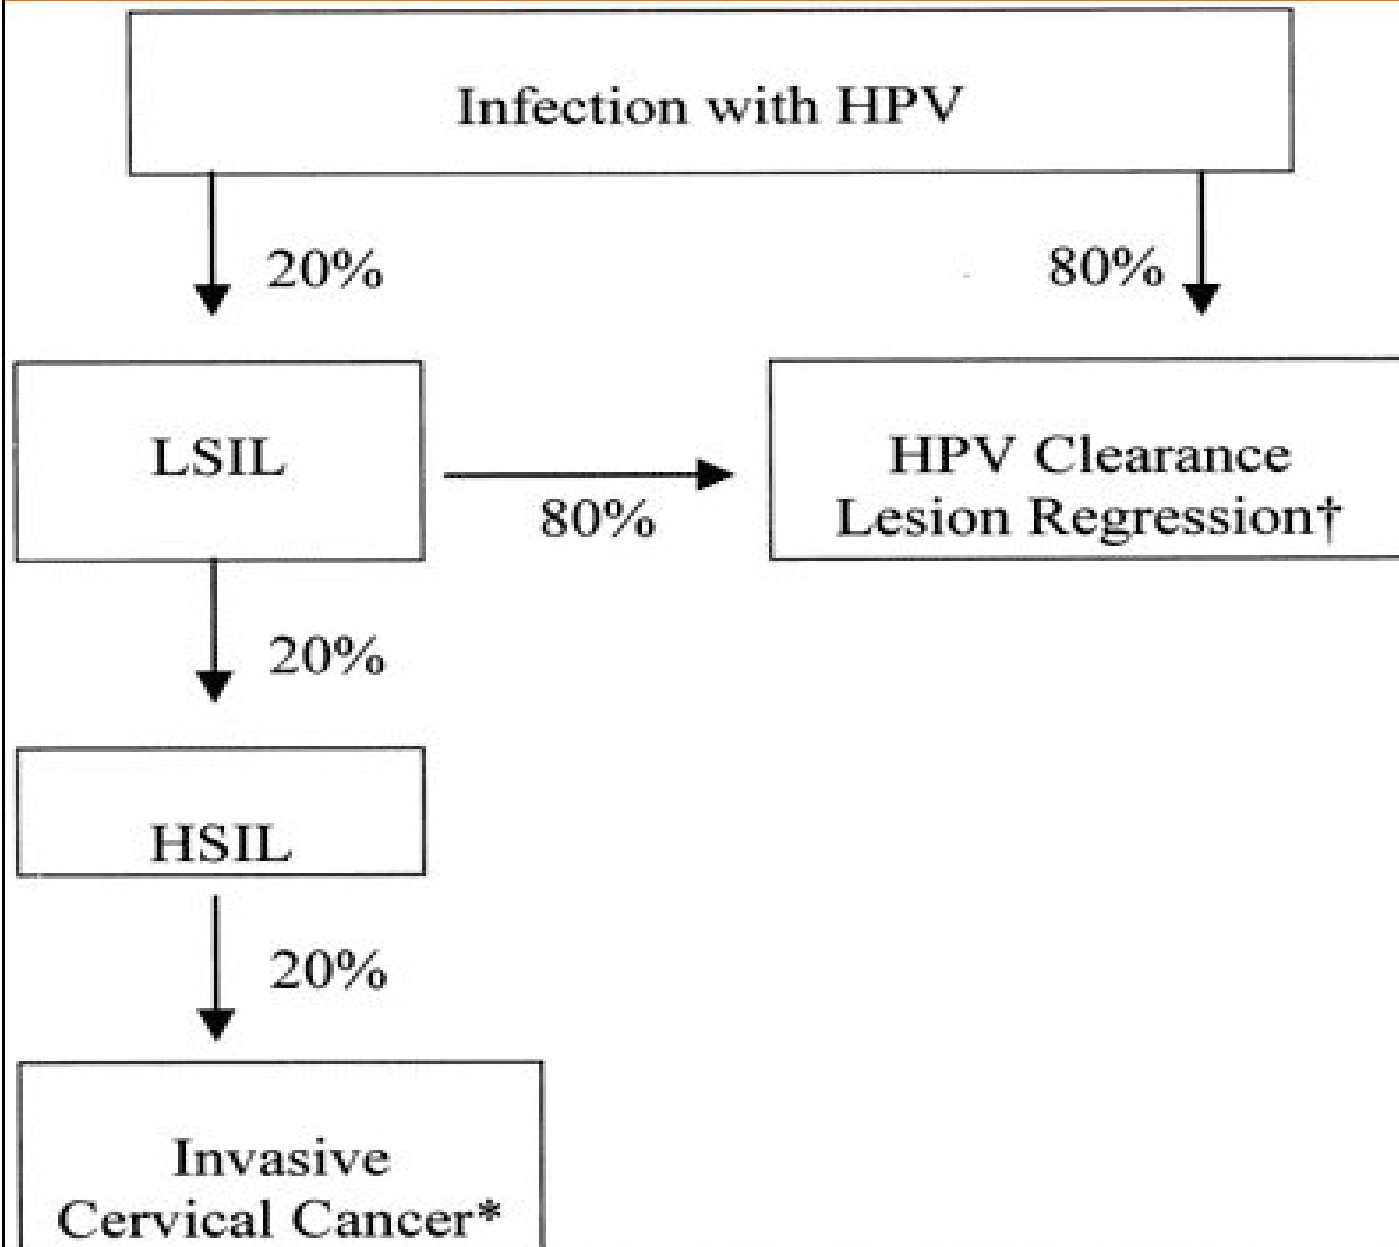 Infection with HPV
20%
80%
LSIL
80%
HPV Clearance
Lesion Regression†
20%
HSIL
20%
Invasive
Cervical Cancer*